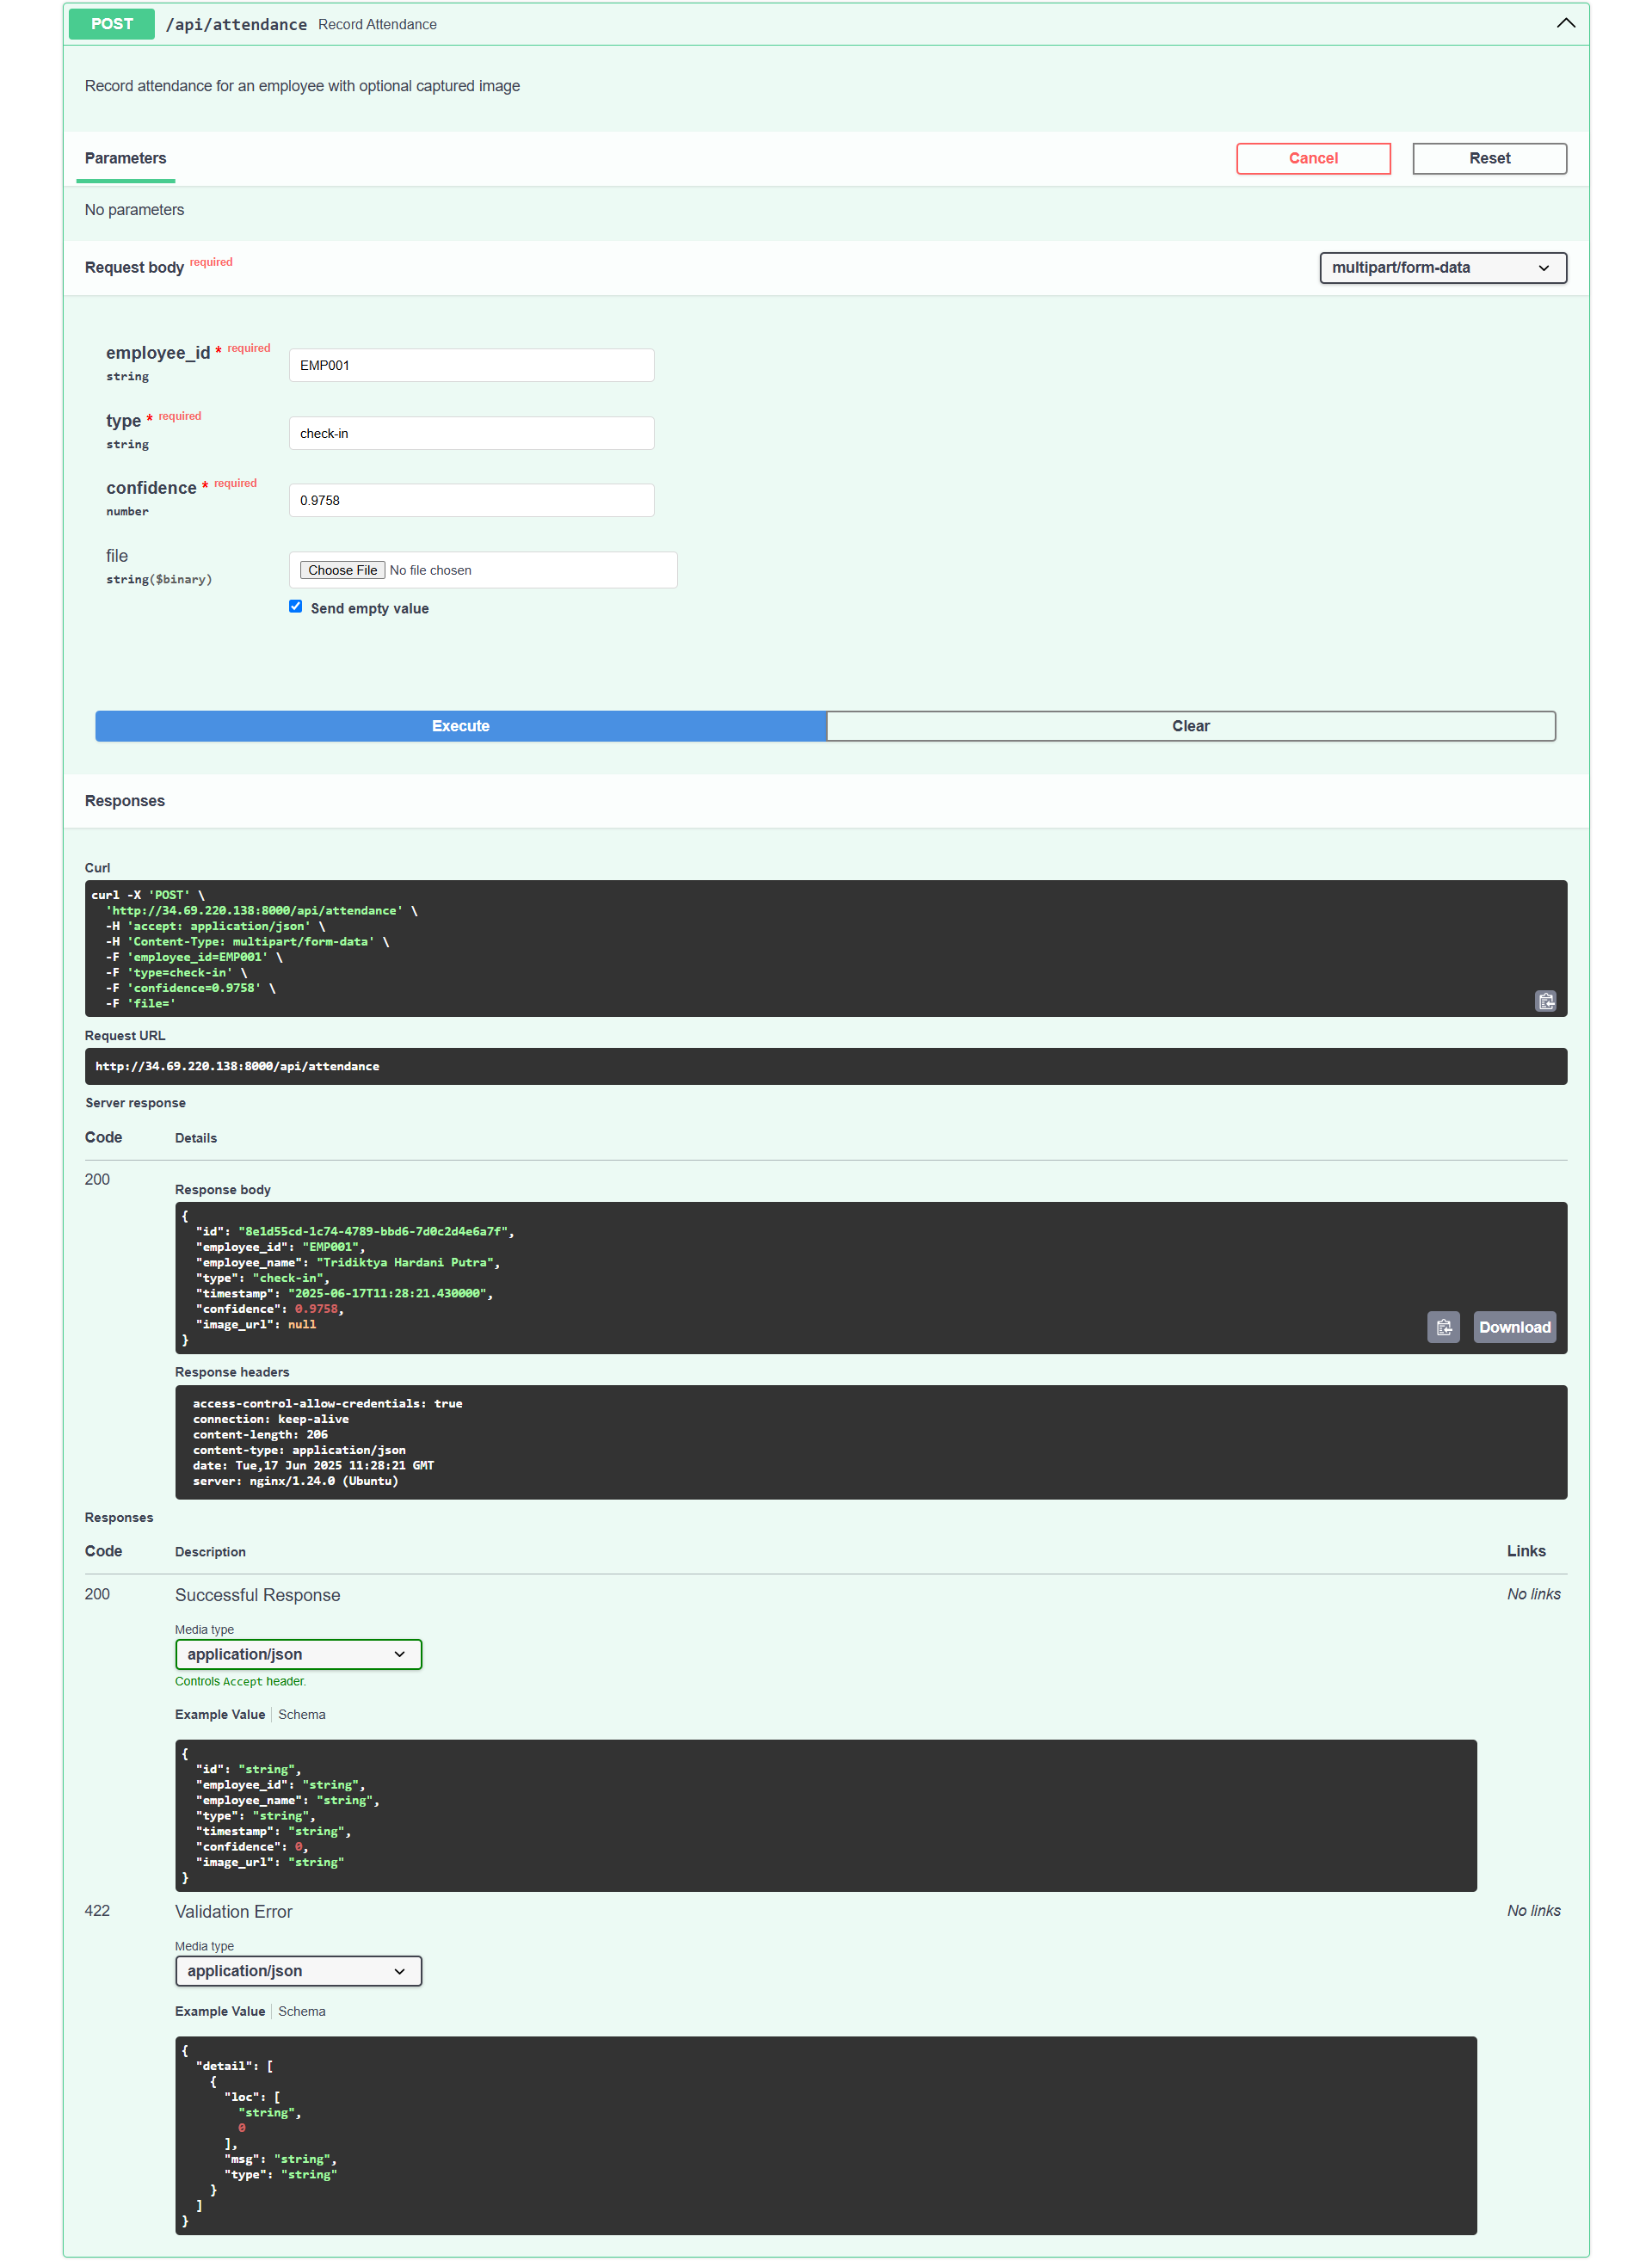 POST /api/attendance Record Attendance
Record attendance for an employee with optional captured image
Parameters
Cancel
Reset
No parameters
Request body required
multipart/form-data
employee_id * required
string
EMP001
type * required
string
check-in
confidence * required
number
0.9758
file
string($binary)
Choose File No file chosen
Send empty value
Execute
Clear
Responses
Curl
curl -X 'POST' \
'http://34.69.220.138:8000/api/attendance' \
-H 'accept: application/json' \
-H 'Content-Type: multipart/form-data' \
-F 'employee_id=EMP001' \
-F 'type=check-in' \
-F 'confidence=0.9758' \
-F 'file='
Request URL
http://34.69.220.138:8000/api/attendance
Server response
Code Details
200
Response body
{
"id": "8e1d55cd-1c74-4789-bbd6-7d0c2d4e6a7f",
"employee_id": "EMP001",
"employee_name": "Tridiktya Hardani Putra",
"type": "check-in",
"timestamp": "2025-06-17T11:28:21.430000",
"confidence": 0.9758,
"image_url": null
}
Download
Response headers
access-control-allow-credentials: true
connection: keep-alive
content-length: 206
content-type: application/json
date: Tue,17 Jun 2025 11:28:21 GMT
server: nginx/1.24.0 (Ubuntu)
Responses
Code Description Links
200 Successful Response No links
Media type
application/json
Controls Accept header.
Example Value Schema
{
"id": "string",
"employee_id": "string",
"employee_name": "string",
"type": "string",
"timestamp": "string",
"confidence": 0,
"image_url": "string"
}
422 Validation Error No links
Media type
application/json
Example Value Schema
{
"detail": [
{
"loc": [
"string",
0
],
"msg": "string",
"type": "string"
}
]
}